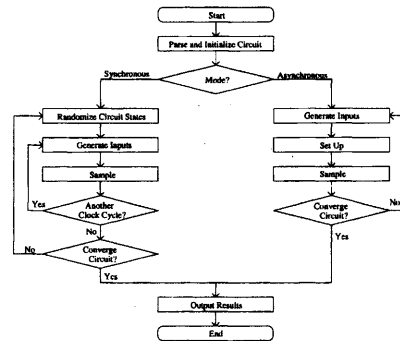 Start
Parse and Initialize Circuit
Synchronous
Mode?
Asynchronous
Randomize Circuit States
Generate Inputs
Sample
Yes
Another
Clock Cycle?
No
No
Converge
Circuit?
Yes
Generate Inputs
Set Up
Sample
Converge
Circuit?
No
Yes
Output Results
End